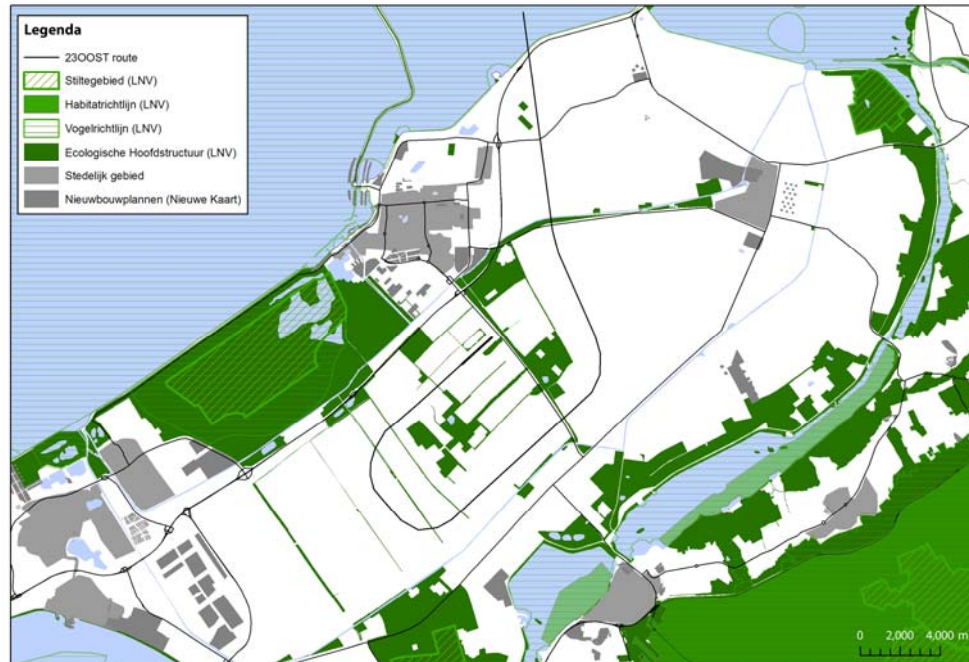 Legenda
23OOST route
Stiltegebied (LNV)
Habitatrichtlijn (LNV)
Vogelrichtlijn (LNV)
Ecologische Hoofdstructuur (LNV)
Stedelijk gebied
Nieuwbouwplannen (Nieuwe Kaart)
0 2,000 4,000 m